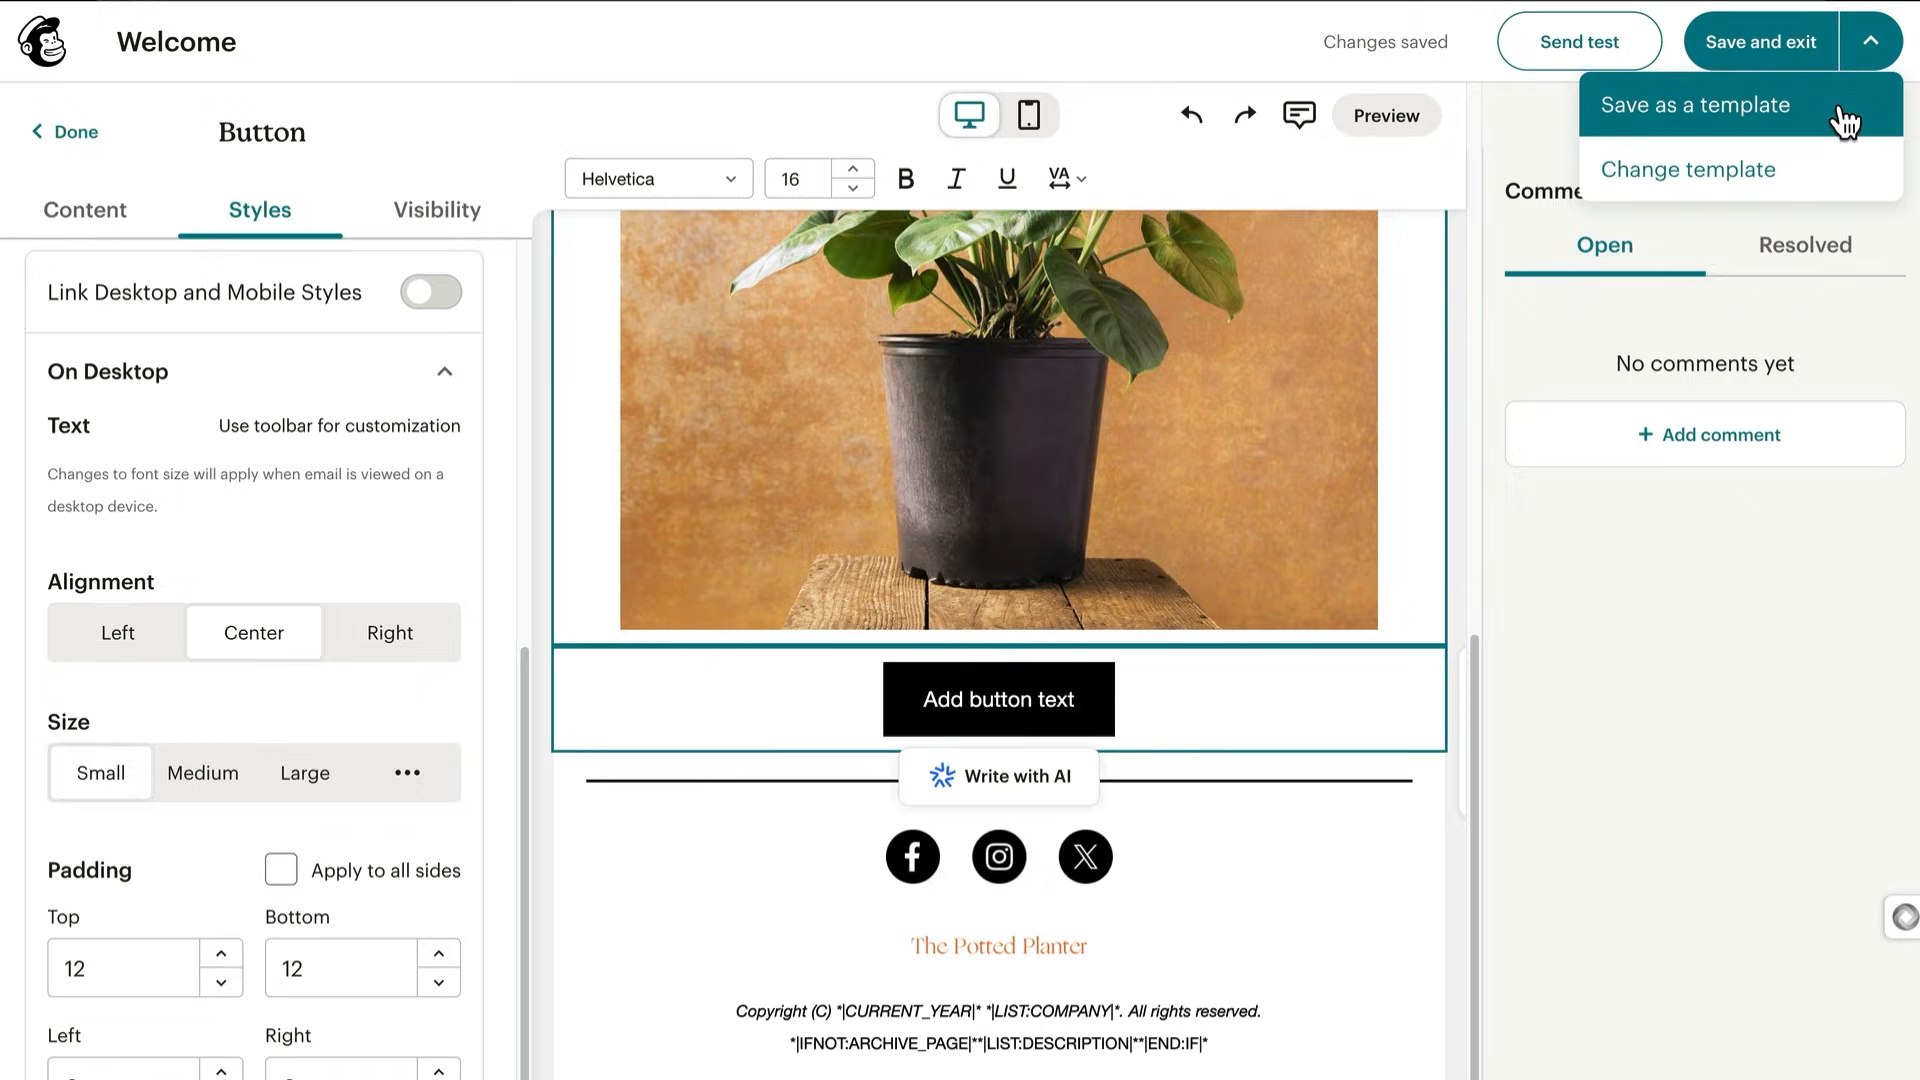 Welcome
Changes saved
Send test
Save and exit
Save as a template
Change template
Done
Button
Preview
Content
Styles
Visibility
Helvetica
16
B
I
U
VA
Link Desktop and Mobile Styles
On Desktop
Text
Use toolbar for customization
Changes to font size will apply when email is viewed on a
desktop device.
Alignment
Left
Center
Right
Size
Small
Medium
Large
•••
Padding
Apply to all sides
Top
Bottom
12
12
Left
Right
Add button text
Write with AI
The Potted Planter
Copyright (C) *|CURRENT_YEAR|* *|LIST:COMPANY|*. All rights reserved.
*|IFNOT:ARCHIVE_PAGE|**|LIST:DESCRIPTION|**|END:IF|*
Comme
Open
Resolved
No comments yet
+ Add comment